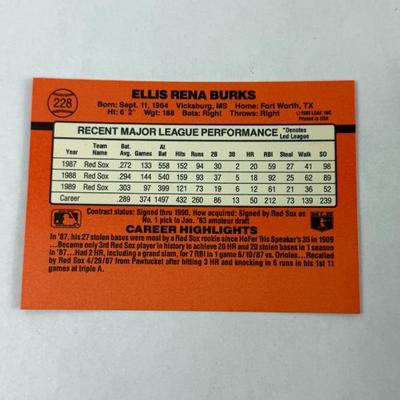 228
ELLIS RENA BURKS
Born: Sept. 11, 1964 Vicksburg, MS Home: Fort Worth, TX
Ht: 6' 2" Wgt: 188 Bats: Right Throws: Right
© 1989 LEAF, INC.
Printed in USA
RECENT MAJOR LEAGUE PERFORMANCE *Denotes Led League
Year Team Name Bat. Avg. Games At Bat Hits Runs 2B 3B HR RBI Steal Walk SO
1987 Red Sox .272 133 558 152 94 30 2 20 59 27 41 98
1988 Red Sox .294 144 540 159 93 37 5 18 92 25 62 89
1989 Red Sox .303 97 399 121 73 19 6 12 61 21 36 52
Career .289 374 1497 432 260 86 13 50 212 73 139 239
Contract status: Signed thru 1990. How acquired: Signed by Red Sox as
No. 1 pick in Jan. '83 amateur draft
CAREER HIGHLIGHTS
In '87, his 27 stolen bases were most by a Red Sox rookie since HoFer Tris Speaker's 35 in 1909
...Became only 3rd Red Sox player in history to achieve 20 HR and 20 stolen bases in 1 season
in '87...Had 2 HR, including a grand slam, for 7 RBI in 1 game 6/10/87 vs. Orioles...Recalled
by Red Sox 4/29/87 from Pawtucket after hitting 3 HR and knocking in 6 runs in his 1st 11
games at triple A.